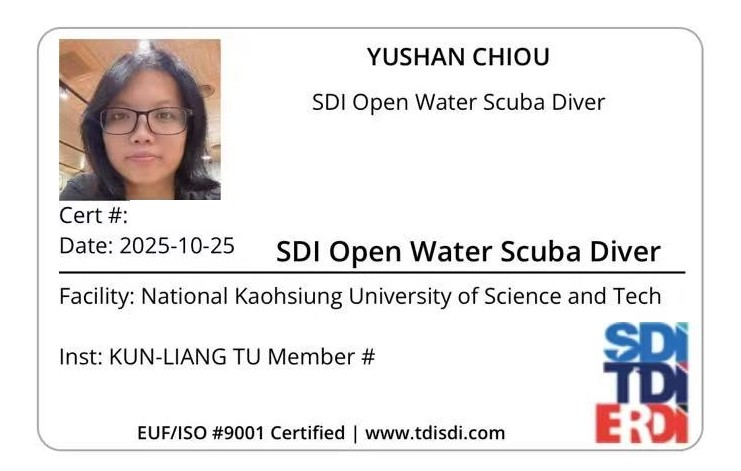 YUSHAN CHIOU
SDI Open Water Scuba Diver
Cert #:
Date: 2025-10-25
SDI Open Water Scuba Diver
Facility: National Kaohsiung University of Science and Tech
Inst: KUN-LIANG TU Member #
SDI
TDI
ERDI
EUF/ISO #9001 Certified | www.tdisdi.com